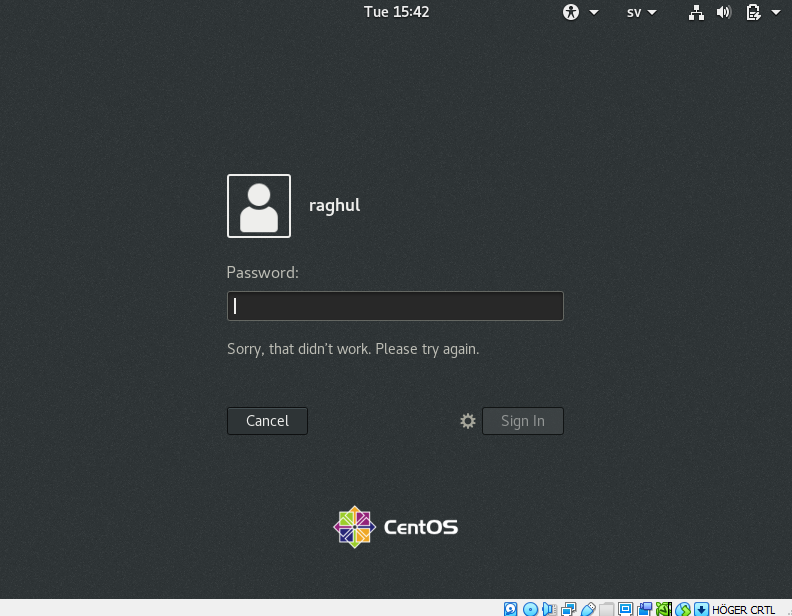 Tue 15:42
sv
raghul
Password:
Sorry, that didn't work. Please try again.
Cancel
Sign In
CentOS
HÖGER CRTL